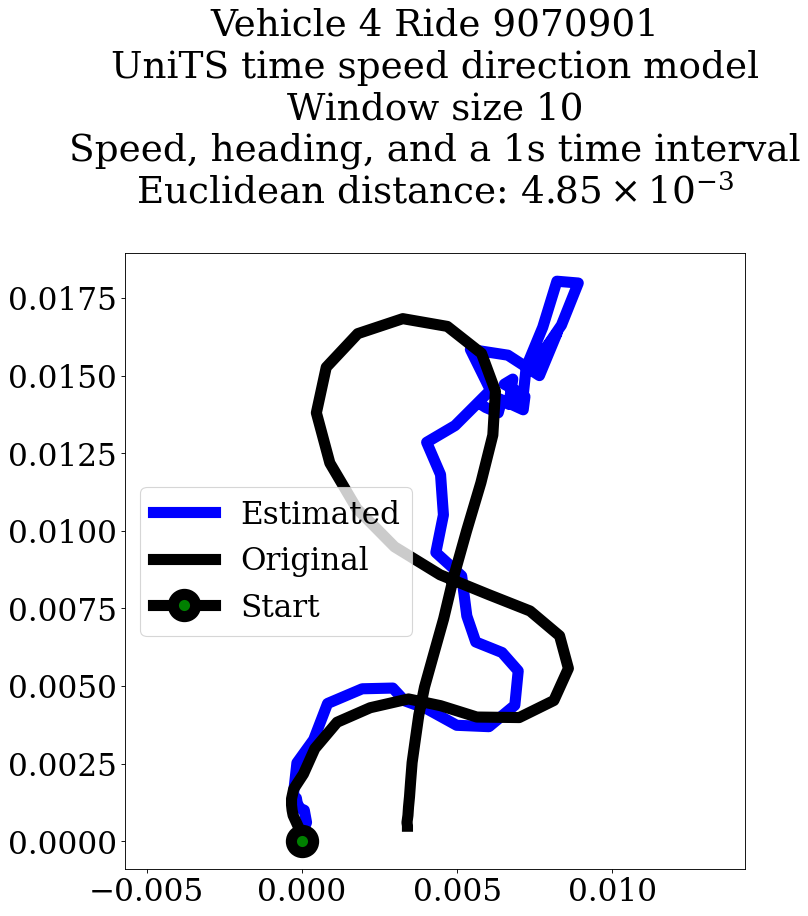 Vehicle 4 Ride 9070901
UniTS time speed direction model
Window size 10
Speed, heading, and a 1s time interval
Euclidean distance: 4.85 × 10⁻³
0.0175
0.0150
0.0125
0.0100
0.0075
0.0050
0.0025
0.0000
Estimated
Original
Start
−0.005 0.000 0.005 0.010